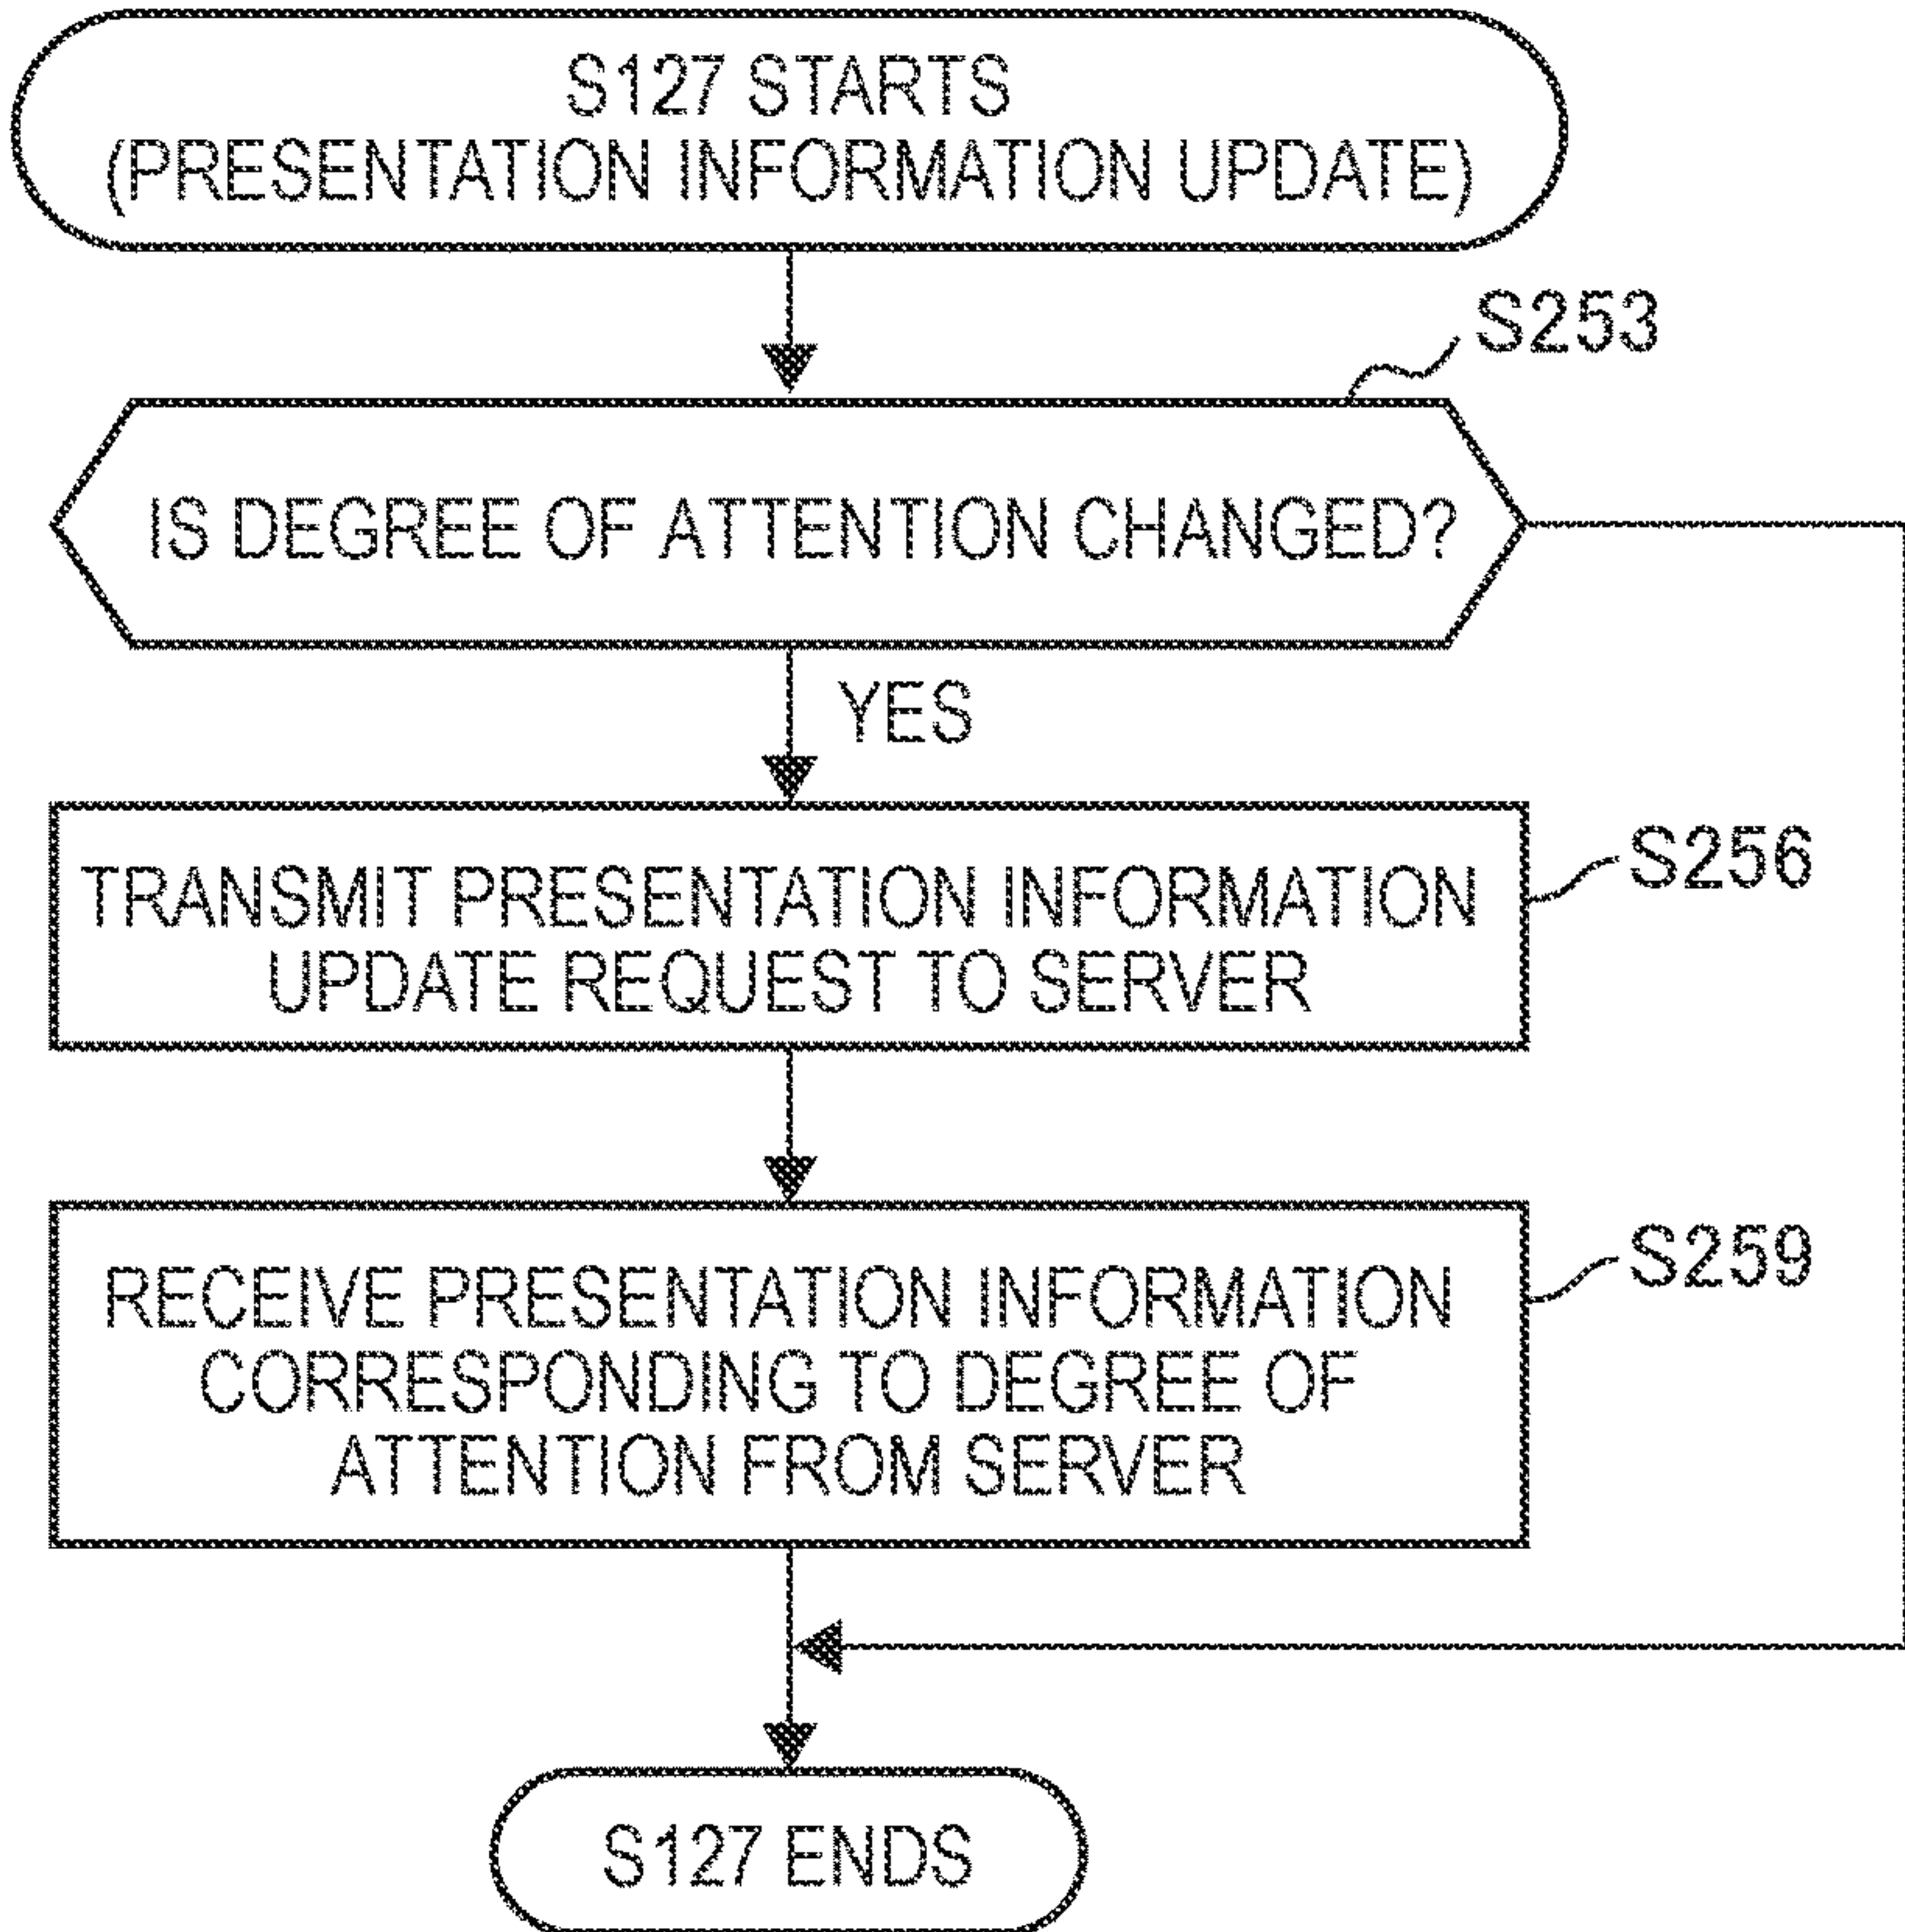 S127 STARTS
(PRESENTATION INFORMATION UPDATE)
S253
IS DEGREE OF ATTENTION CHANGED?
YES
TRANSMIT PRESENTATION INFORMATION
UPDATE REQUEST TO SERVER
S256
RECEIVE PRESENTATION INFORMATION
CORRESPONDING TO DEGREE OF
ATTENTION FROM SERVER
S259
S127 ENDS